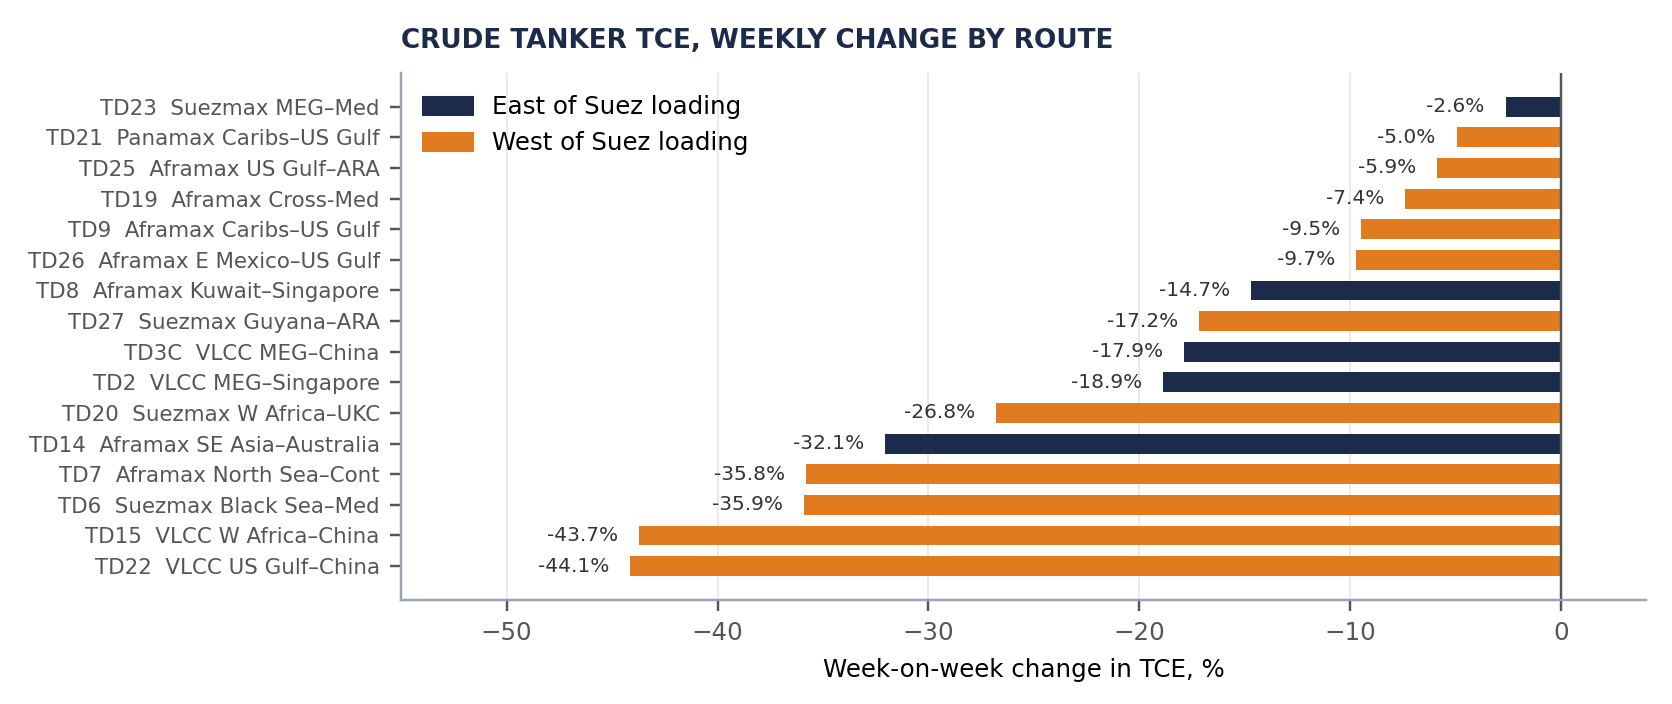 CRUDE TANKER TCE, WEEKLY CHANGE BY ROUTE
East of Suez loading
West of Suez loading
TD23  Suezmax MEG–Med -2.6%
TD21  Panamax Caribs–US Gulf -5.0%
TD25  Aframax US Gulf–ARA -5.9%
TD19  Aframax Cross-Med -7.4%
TD9  Aframax Caribs–US Gulf -9.5%
TD26  Aframax E Mexico–US Gulf -9.7%
TD8  Aframax Kuwait–Singapore -14.7%
TD27  Suezmax Guyana–ARA -17.2%
TD3C  VLCC MEG–China -17.9%
TD2  VLCC MEG–Singapore -18.9%
TD20  Suezmax W Africa–UKC -26.8%
TD14  Aframax SE Asia–Australia -32.1%
TD7  Aframax North Sea–Cont -35.8%
TD6  Suezmax Black Sea–Med -35.9%
TD15  VLCC W Africa–China -43.7%
TD22  VLCC US Gulf–China -44.1%
−50 −40 −30 −20 −10 0
Week-on-week change in TCE, %